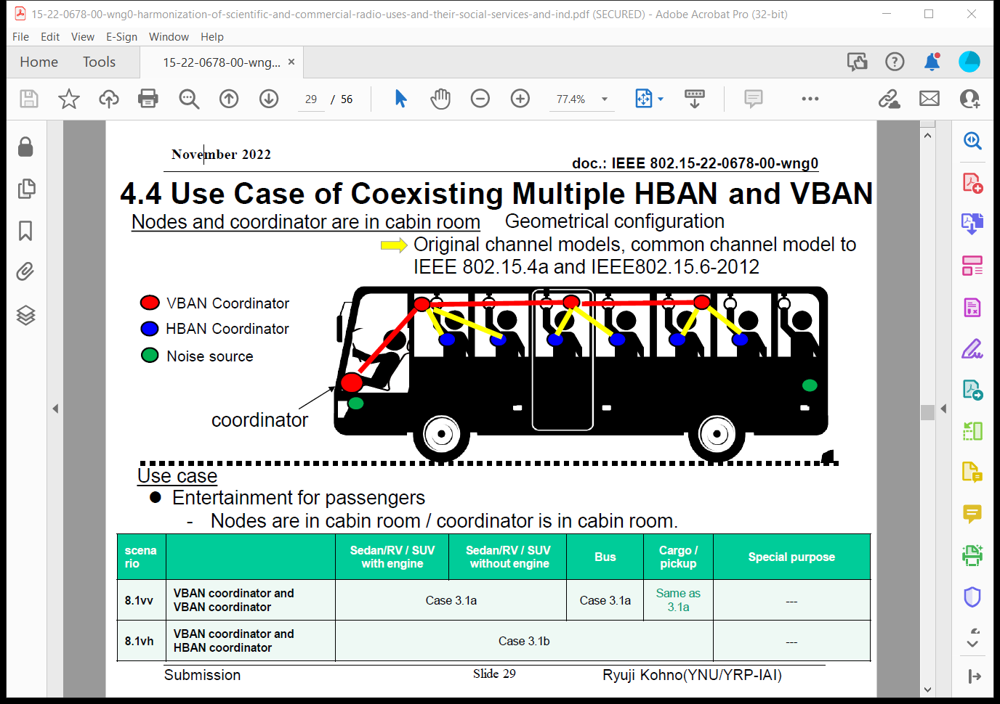 15-22-0678-00-wng0-harmonization-of-scientific-and-commercial-radio-uses-and-their-social-services-and-ind.pdf (SECURED) - Adobe Acrobat Pro (32-bit)
File Edit View E-Sign Window Help
Home Tools 15-22-0678-00-wng... ×
29 / 56 77.4%
November 2022
doc.: IEEE 802.15-22-0678-00-wng0
4.4 Use Case of Coexisting Multiple HBAN and VBAN
Nodes and coordinator are in cabin room Geometrical configuration
Original channel models, common channel model to
IEEE 802.15.4a and IEEE802.15.6-2012
VBAN Coordinator
HBAN Coordinator
Noise source
coordinator
Use case
● Entertainment for passengers
- Nodes are in cabin room / coordinator is in cabin room.
scena
rio
Sedan/RV / SUV
with engine
Sedan/RV / SUV
without engine
Bus
Cargo /
pickup
Special purpose
8.1vv
VBAN coordinator and
VBAN coordinator
Case 3.1a
Case 3.1a
Same as
3.1a
---
8.1vh
VBAN coordinator and
HBAN coordinator
Case 3.1b
---
Submission Slide 29 Ryuji Kohno(YNU/YRP-IAI)